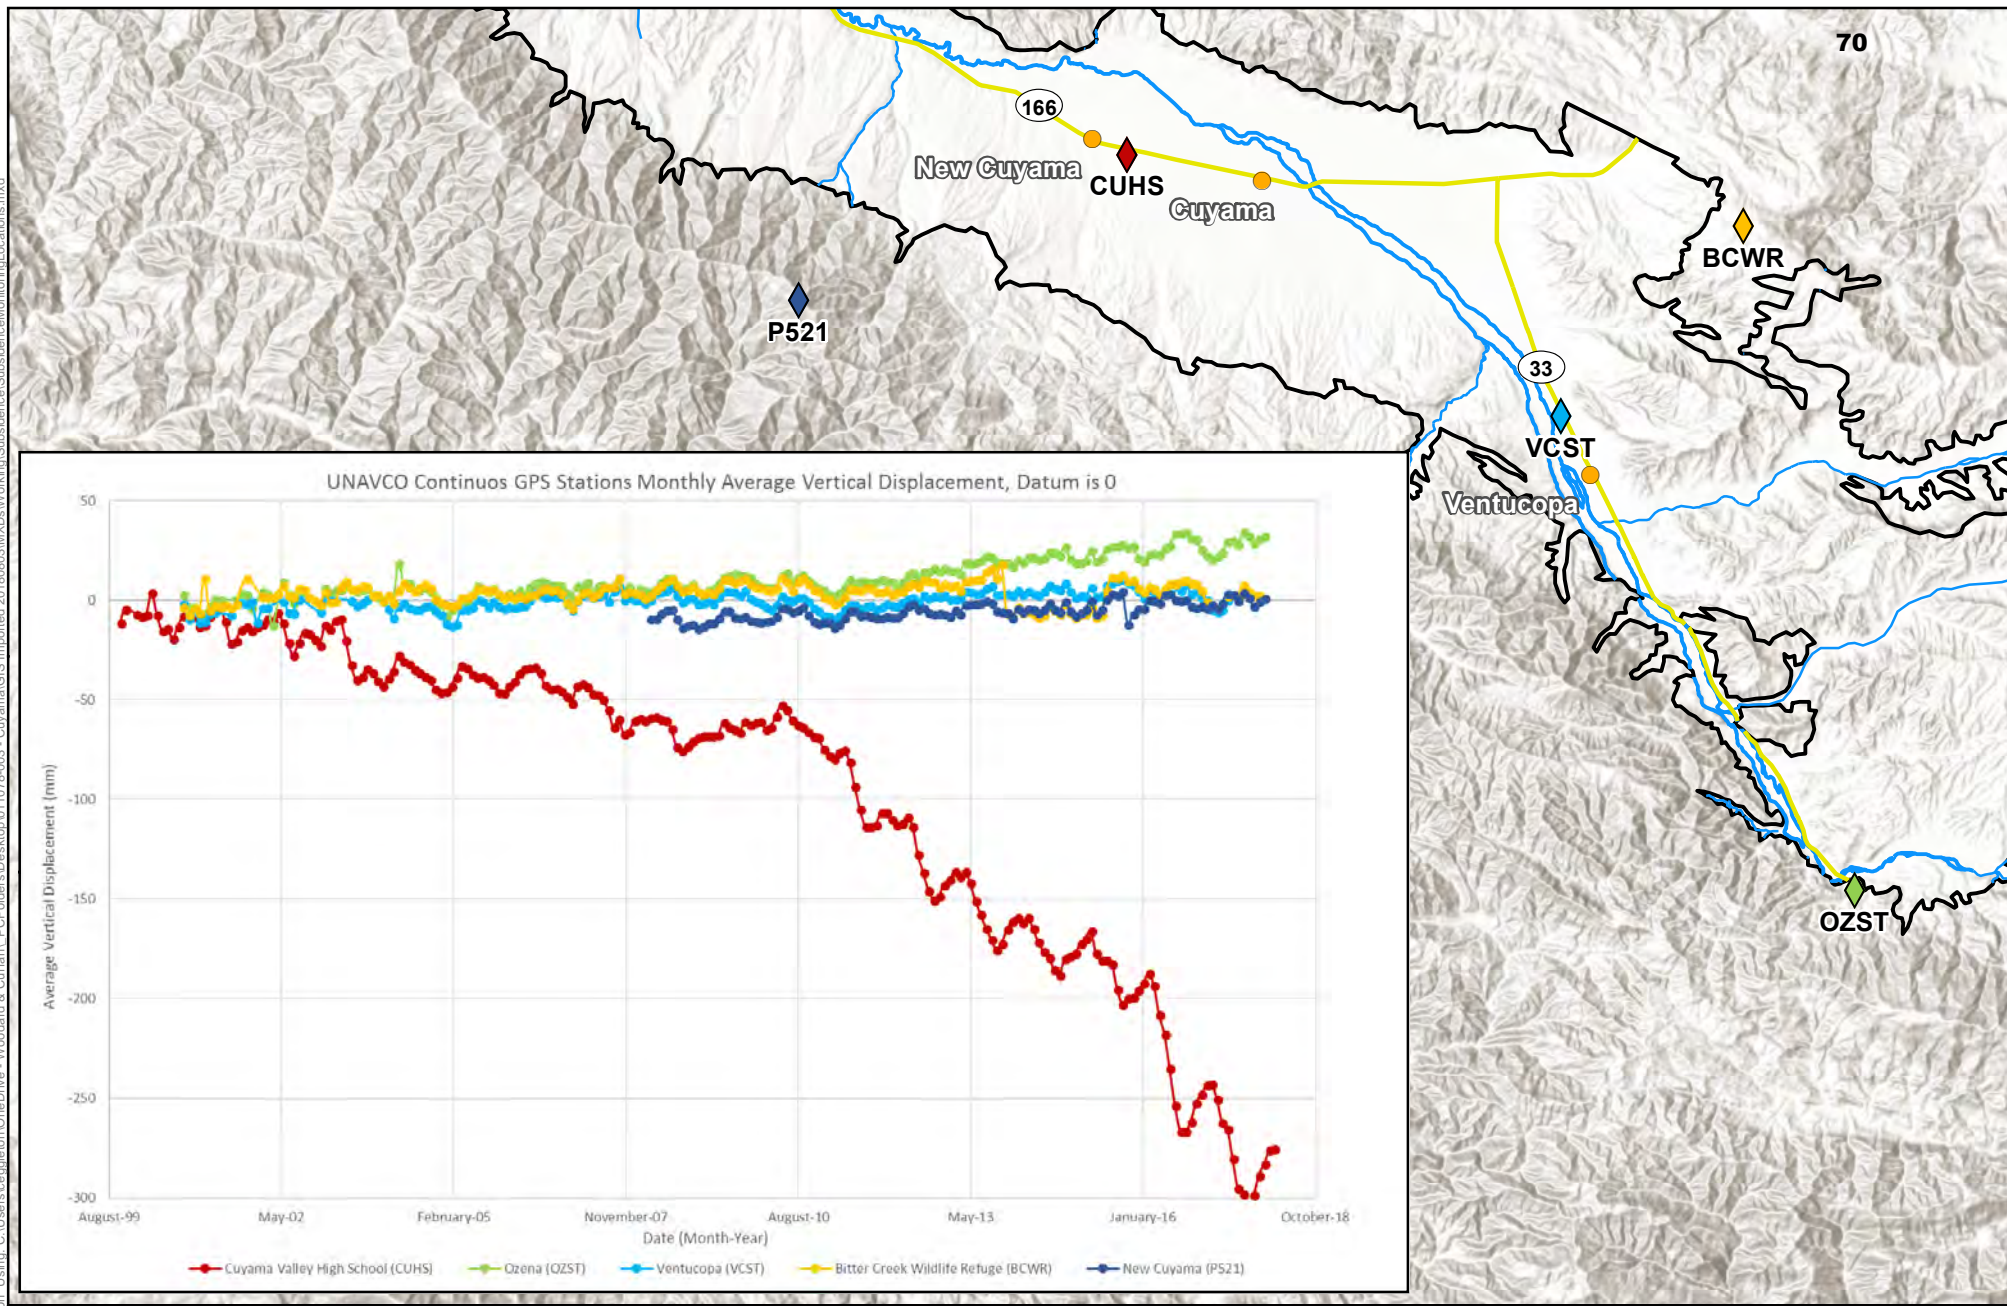 70
166
New Cuyama
CUHS
Cuyama
BCWR
P521
33
VCST
Ventucopa
OZST
UNAVCO Continuos GPS Stations Monthly Average Vertical Displacement, Datum is 0
50
0
-50
-100
-150
-200
-250
-300
Average Vertical Displacement (mm)
August-99
May-02
February-05
November-07
August-10
May-13
January-16
October-18
Date (Month-Year)
Cuyama Valley High School (CUHS)
Ozena (OZST)
Ventucopa (VCST)
Bitter Creek Wildlife Refuge (BCWR)
New Cuyama (P521)